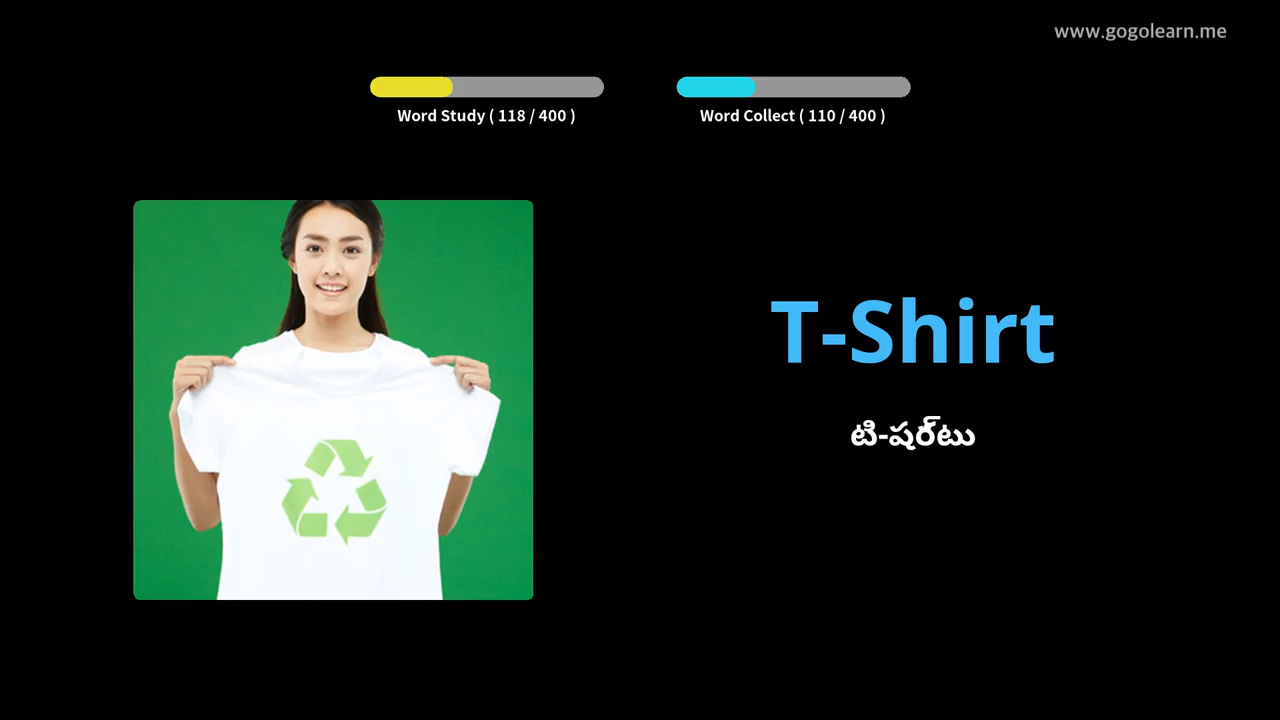 www.gogolearn.me
Word Study ( 118 / 400 )
Word Collect ( 110 / 400 )
T-Shirt
టి-షర్‌టు